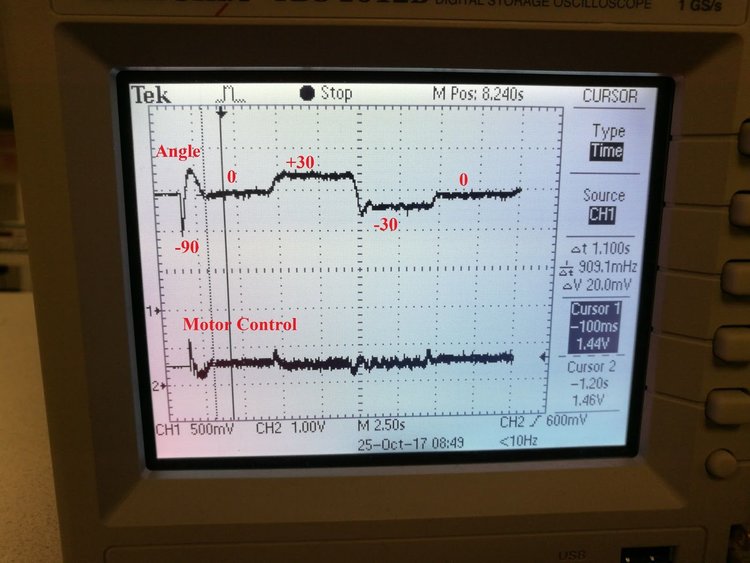 DIGITAL STORAGE OSCILLOSCOPE
1 GS/s
Tek
Stop
M Pos: 8.240s
CURSOR
Type
Time
Source
CH1
Δt 1.100s
1/Δt 909.1mHz
ΔV 20.0mV
Cursor 1
-100ms
1.44V
Cursor 2
-1.20s
1.46V
Angle
0
+30
-90
-30
0
Motor Control
1
2
CH1 500mV
CH2 1.00V
M 2.50s
CH2 600mV
25-Oct-17 08:49
<10Hz
USB